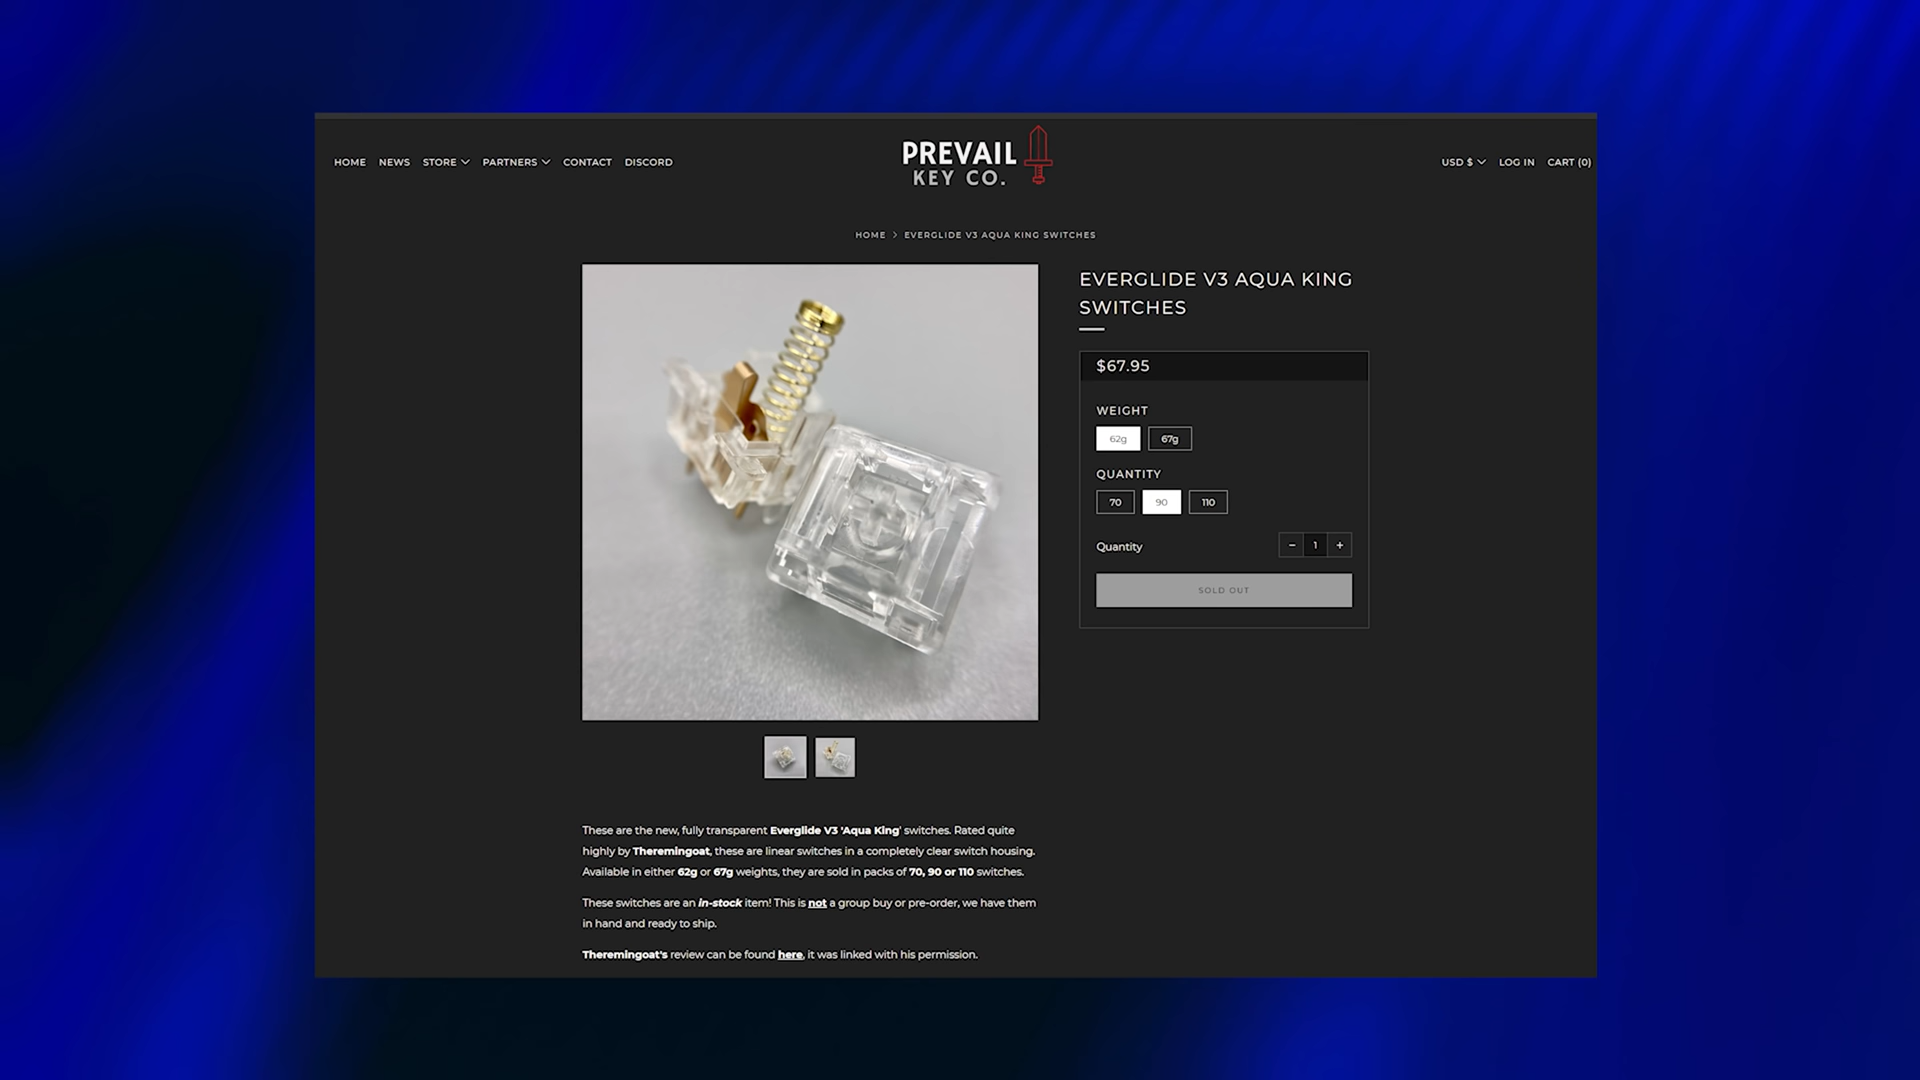 HOME NEWS STORE PARTNERS CONTACT DISCORD
PREVAIL
KEY CO.
USD $ LOG IN CART (0)
HOME > EVERGLIDE V3 AQUA KING SWITCHES
EVERGLIDE V3 AQUA KING
SWITCHES
$67.95
WEIGHT
62g 67g
QUANTITY
70 90 110
Quantity − 1 +
SOLD OUT
These are the new, fully transparent Everglide V3 'Aqua King' switches. Rated quite
highly by Theremingoat, these are linear switches in a completely clear switch housing.
Available in either 62g or 67g weights, they are sold in packs of 70, 90 or 110 switches.
These switches are an in-stock item! This is not a group buy or pre-order, we have them
in hand and ready to ship.
Theremingoat's review can be found here, it was linked with his permission.